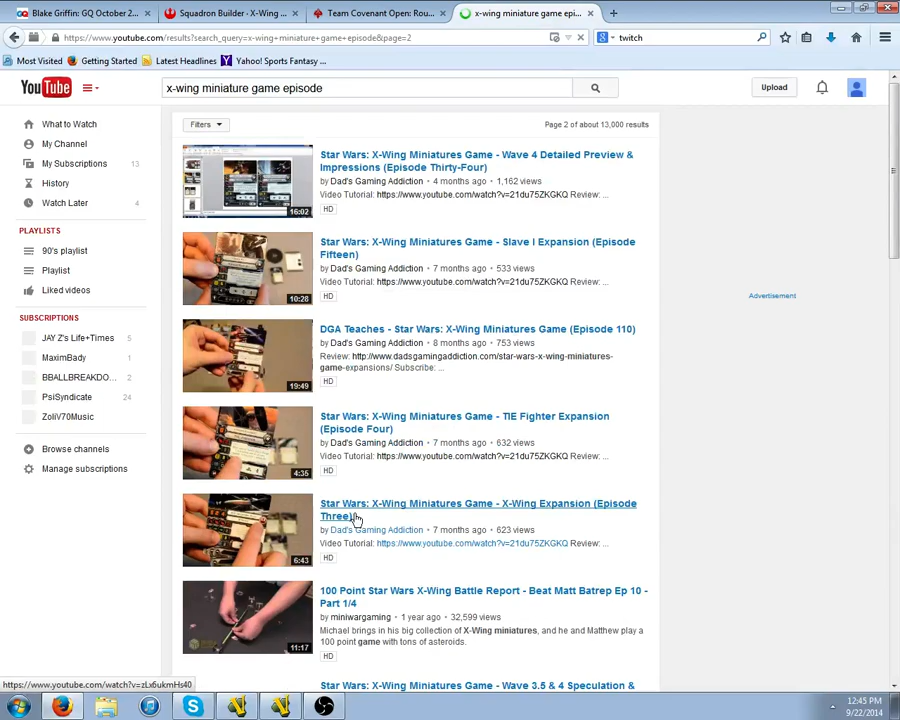 Blake Griffin: GQ October 2...
Squadron Builder - X-Wing ...
Team Covenant Open: Rou...
x-wing miniature game epi...
https://www.youtube.com/results?search_query=x-wing+miniature+game+episode&page=2
twitch
Most Visited
Getting Started
Latest Headlines
Yahoo! Sports Fantasy ...
YouTube
x-wing miniature game episode
Upload
What to Watch
My Channel
My Subscriptions 13
History
Watch Later 4
PLAYLISTS
90's playlist
Playlist
Liked videos
SUBSCRIPTIONS
JAY Z's Life+Times 5
MaximBady 1
BBALLBREAKDO... 2
PsiSyndicate 24
ZoliV70Music
Browse channels
Manage subscriptions
Filters
Page 2 of about 13,000 results
Star Wars: X-Wing Miniatures Game - Wave 4 Detailed Preview &
Impressions (Episode Thirty-Four)
by Dad's Gaming Addiction • 4 months ago • 1,162 views
Video Tutorial: https://www.youtube.com/watch?v=21du75ZKGKQ Review: ...
HD
16:02
Star Wars: X-Wing Miniatures Game - Slave I Expansion (Episode
Fifteen)
by Dad's Gaming Addiction • 7 months ago • 533 views
Video Tutorial: https://www.youtube.com/watch?v=21du75ZKGKQ Review: ...
HD
10:28
DGA Teaches - Star Wars: X-Wing Miniatures Game (Episode 110)
by Dad's Gaming Addiction • 8 months ago • 753 views
Review: http://www.dadsgamingaddiction.com/star-wars-x-wing-miniatures-
game-expansions/ Subscribe: ...
HD
19:49
Star Wars: X-Wing Miniatures Game - TIE Fighter Expansion
(Episode Four)
by Dad's Gaming Addiction • 7 months ago • 632 views
Video Tutorial: https://www.youtube.com/watch?v=21du75ZKGKQ Review: ...
HD
4:35
Star Wars: X-Wing Miniatures Game - X-Wing Expansion (Episode
Three)
by Dad's Gaming Addiction • 7 months ago • 623 views
Video Tutorial: https://www.youtube.com/watch?v=21du75ZKGKQ Review: ...
HD
6:43
100 Point Star Wars X-Wing Battle Report - Beat Matt Batrep Ep 10 -
Part 1/4
by miniwargaming • 1 year ago • 32,599 views
Michael brings in his big collection of X-Wing miniatures, and he and Matthew play a
100 point game with tons of asteroids.
HD
11:17
Star Wars: X-Wing Miniatures Game - Wave 3.5 & 4 Speculation &
Advertisement
https://www.youtube.com/watch?v=zLx5ukmHs40
12:45 PM
9/22/2014